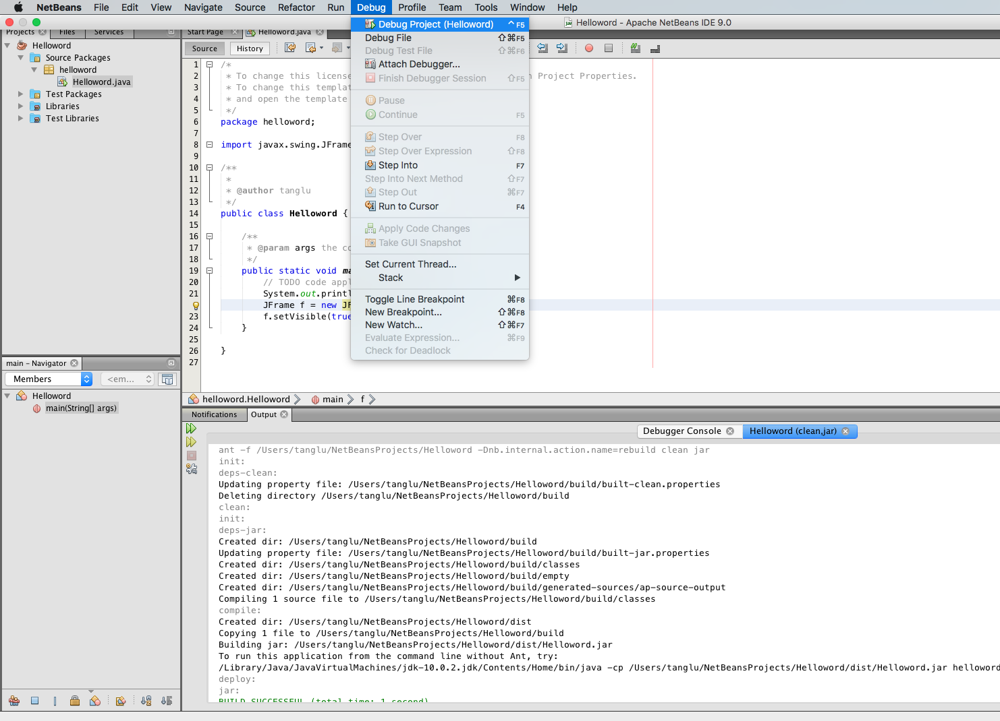 NetBeans File Edit View Navigate Source Refactor Run Debug Profile Team Tools Window Help
Helloword - Apache NetBeans IDE 9.0
Projects Files Services
Helloword
Source Packages
helloword
Helloword.java
Test Packages
Libraries
Test Libraries
main - Navigator
Members <em...
Helloword
main(String[] args)
Start Page Helloword.java
Source History
1 /*
2 * To change this license n Project Properties.
3 * To change this templat
4 * and open the template
5 */
6 package helloword;
7
8 import javax.swing.JFrame
9
10 /**
11 *
12 * @author tanglu
13 */
14 public class Helloword {
15
16 /**
17 * @param args the co
18 */
19 public static void ma
20 // TODO code appl
21 System.out.printl
JFrame f = new JF
23 f.setVisible(true
24 }
25
26 }
27
Debug Project (Helloword) ^F5
Debug File ⇧⌘F5
Debug Test File ⇧⌘F6
Attach Debugger...
Finish Debugger Session ⇧F5
Pause
Continue F5
Step Over F8
Step Over Expression ⇧F8
Step Into F7
Step Into Next Method ⇧F7
Step Out ⌘F7
Run to Cursor F4
Apply Code Changes
Take GUI Snapshot
Set Current Thread...
Stack
Toggle Line Breakpoint ⌘F8
New Breakpoint... ⇧⌘F8
New Watch... ⇧⌘F7
Evaluate Expression... ⌘F9
Check for Deadlock
helloword.Helloword main f
Notifications Output
Debugger Console Helloword (clean,jar)
ant -f /Users/tanglu/NetBeansProjects/Helloword -Dnb.internal.action.name=rebuild clean jar
init:
deps-clean:
Updating property file: /Users/tanglu/NetBeansProjects/Helloword/build/built-clean.properties
Deleting directory /Users/tanglu/NetBeansProjects/Helloword/build
clean:
init:
deps-jar:
Created dir: /Users/tanglu/NetBeansProjects/Helloword/build
Updating property file: /Users/tanglu/NetBeansProjects/Helloword/build/built-jar.properties
Created dir: /Users/tanglu/NetBeansProjects/Helloword/build/classes
Created dir: /Users/tanglu/NetBeansProjects/Helloword/build/empty
Created dir: /Users/tanglu/NetBeansProjects/Helloword/build/generated-sources/ap-source-output
Compiling 1 source file to /Users/tanglu/NetBeansProjects/Helloword/build/classes
compile:
Created dir: /Users/tanglu/NetBeansProjects/Helloword/dist
Copying 1 file to /Users/tanglu/NetBeansProjects/Helloword/build
Building jar: /Users/tanglu/NetBeansProjects/Helloword/dist/Helloword.jar
To run this application from the command line without Ant, try:
/Library/Java/JavaVirtualMachines/jdk-10.0.2.jdk/Contents/Home/bin/java -cp /Users/tanglu/NetBeansProjects/Helloword/dist/Helloword.jar helloword
deploy:
jar:
BUILD SUCCESSFUL (total time: 1 second)